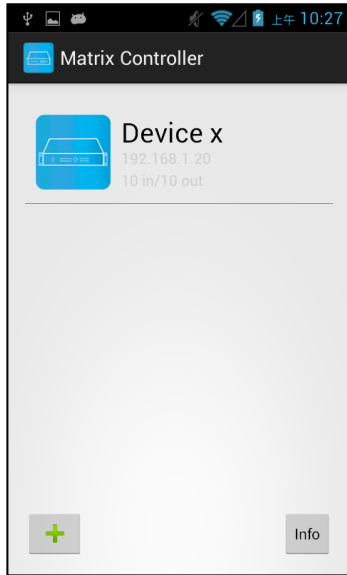 上午 10:27
Matrix Controller
Device x
192.168.1.20
10 in/10 out
Info